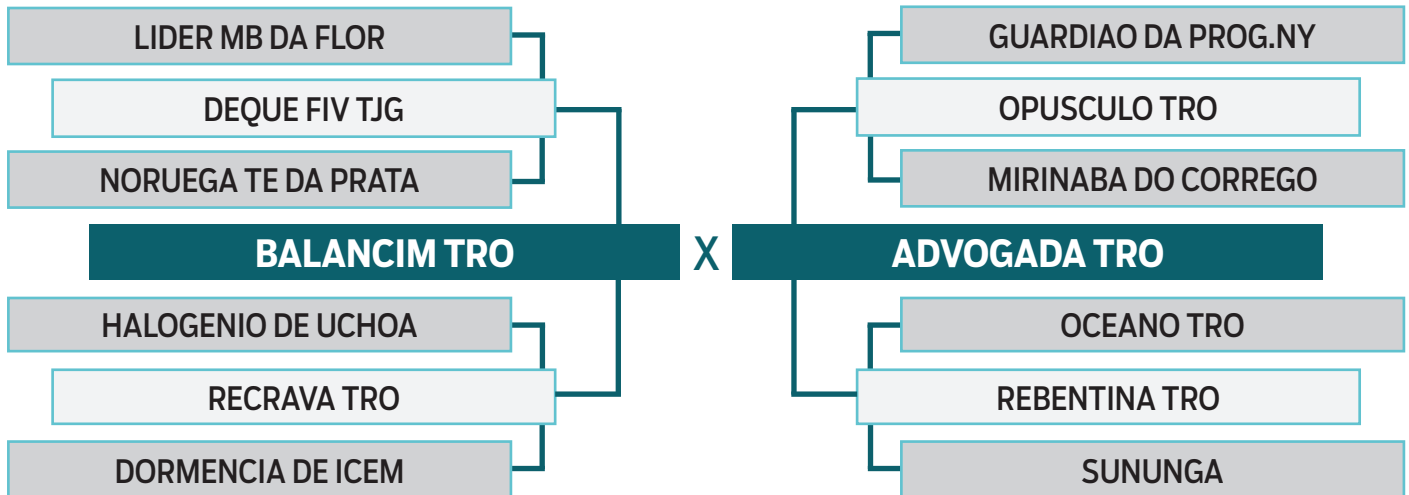 LIDER MB DA FLOR
DEQUE FIV TJG
NORUEGA TE DA PRATA
GUARDIAO DA PROG.NY
OPUSCULO TRO
MIRINABA DO CORREGO
BALANCIM TRO X ADVOGADA TRO
HALOGENIO DE UCHOA
RECRAVA TRO
DORMENCIA DE ICEM
OCEANO TRO
REBENTINA TRO
SUNUNGA